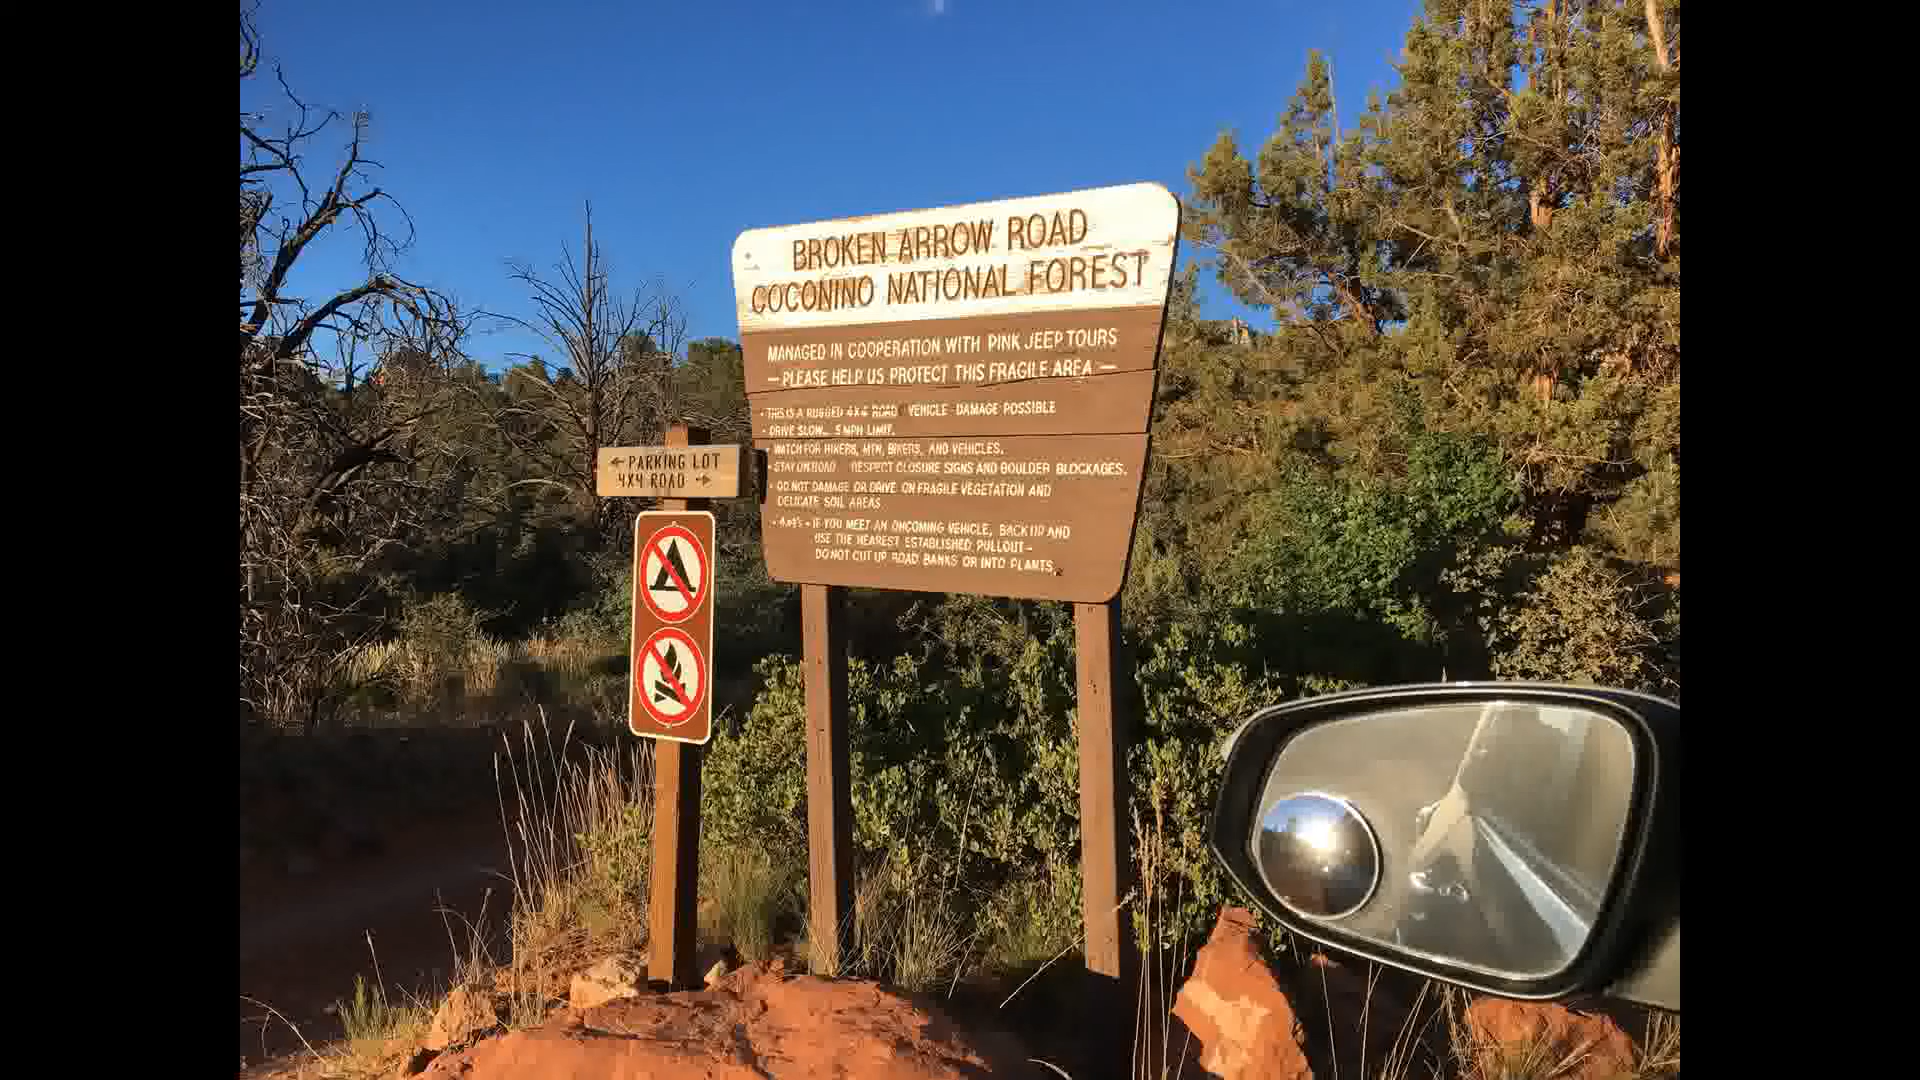 BROKEN ARROW ROAD
COCONINO NATIONAL FOREST
MANAGED IN COOPERATION WITH PINK JEEP TOURS
— PLEASE HELP US PROTECT THIS FRAGILE AREA —
• THIS IS A RUGGED 4X4 ROAD VEHICLE DAMAGE POSSIBLE
• DRIVE SLOW... 5 MPH LIMIT.
• WATCH FOR HIKERS, MTN. BIKERS, AND VEHICLES.
• STAY ON ROAD RESPECT CLOSURE SIGNS AND BOULDER BLOCKAGES.
• DO NOT DAMAGE OR DRIVE ON FRAGILE VEGETATION AND
DELICATE SOIL AREAS
• 4x4's • IF YOU MEET AN ONCOMING VEHICLE, BACK UP AND
USE THE NEAREST ESTABLISHED PULLOUT –
DO NOT CUT UP ROAD BANKS OR INTO PLANTS.
← PARKING LOT
4X4 ROAD →